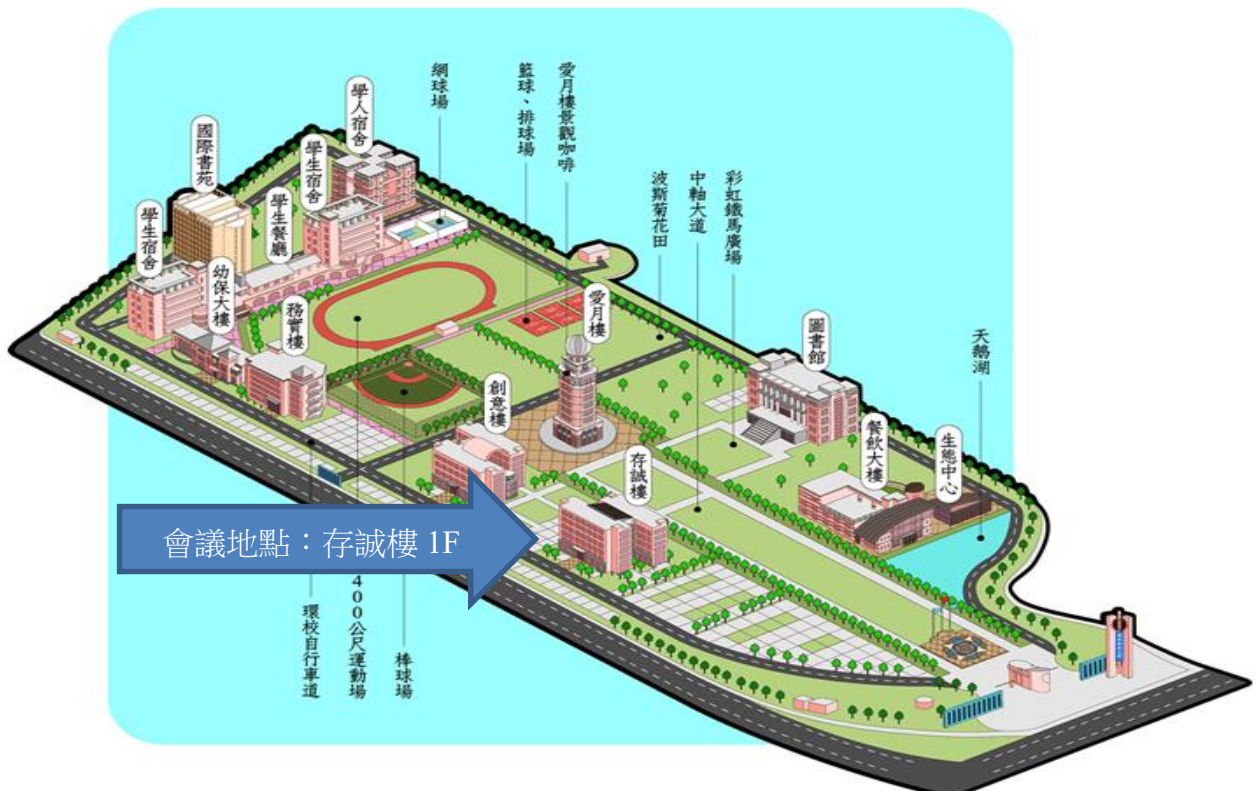 網球場
籃球、排球場
愛月樓景觀咖啡
波斯菊花田
中軸大道
彩虹鐵馬廣場
學人宿舍
國際書苑
學生宿舍
學生餐廳
學生宿舍
幼保大樓
務實樓
愛月樓
圖書館
天鵝湖
創意樓
存誠樓
餐飲大樓
生態中心
會議地點：存誠樓 1F
環校自行車道
400公尺運動場
棒球場